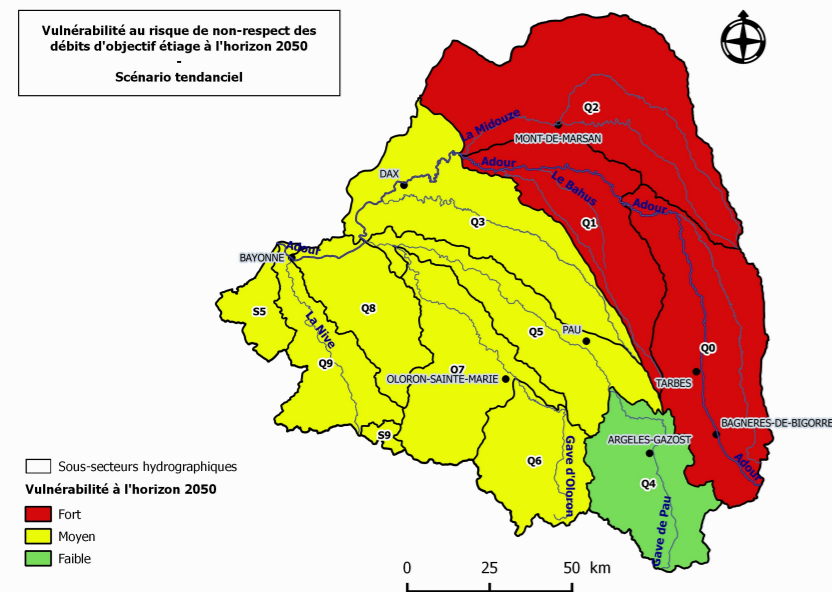 Vulnérabilité au risque de non-respect des
débits d'objectif étiage à l'horizon 2050
-
Scénario tendanciel
Q2
La Midouze
MONT-DE-MARSAN
Adour
DAX
Le Bahus
Adour
Q3
Q1
Adour
BAYONNE
S5
Q8
La Nive
Q5
PAU
Q9
Q7
Q0
OLORON-SAINTE-MARIE
TARBES
BAGNERES-DE-BIGORRE
S9
ARGELES-GAZOST
Q6
Gave d'Oloron
Q4
Adour
Gave de Pau
Sous-secteurs hydrographiques
Vulnérabilité à l'horizon 2050
Fort
Moyen
Faible
0 25 50 km